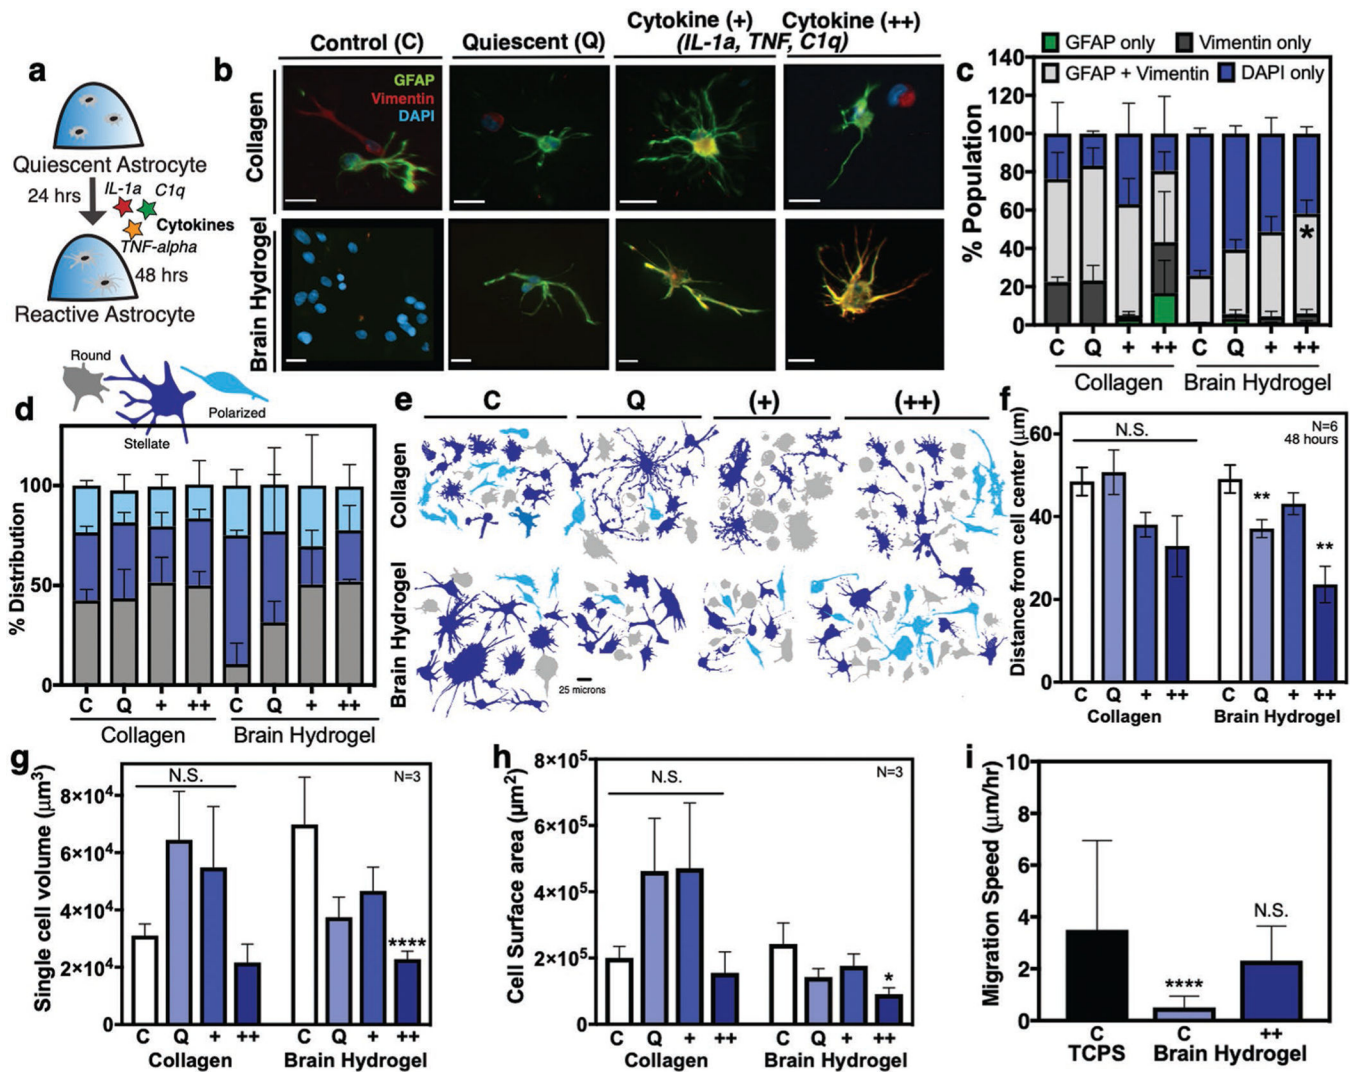 a
Quiescent Astrocyte
24 hrs
IL-1a
C1q
Cytokines
TNF-alpha
48 hrs
Reactive Astrocyte
b
Control (C)
Quiescent (Q)
Cytokine (+)
Cytokine (++)
(IL-1a, TNF, C1q)
Collagen
Brain Hydrogel
GFAP
Vimentin
DAPI
c
GFAP only
Vimentin only
GFAP + Vimentin
DAPI only
% Population
140
120
100
80
60
40
20
0
*
C Q + ++ C Q + ++
Collagen Brain Hydrogel
Round
Stellate
Polarized
d
% Distribution
100
50
0
C Q + ++ C Q + ++
Collagen Brain Hydrogel
e
C Q (+) (++)
Collagen
Brain Hydrogel
25 microns
f
Distance from cell center (µm)
60
40
20
0
N.S.
N=6
48 hours
**
**
C Q + ++ C Q + ++
Collagen Brain Hydrogel
g
Single cell volume (µm³)
8×10⁴
6×10⁴
4×10⁴
2×10⁴
0
N.S.
N=3
****
C Q + ++ C Q + ++
Collagen Brain Hydrogel
h
Cell Surface area (µm²)
8×10⁵
6×10⁵
4×10⁵
2×10⁵
0
N.S.
N=3
*
C Q + ++ C Q + ++
Collagen Brain Hydrogel
i
Migration Speed (µm/hr)
10
8
6
4
2
0
****
N.S.
C C ++
TCPS Brain Hydrogel